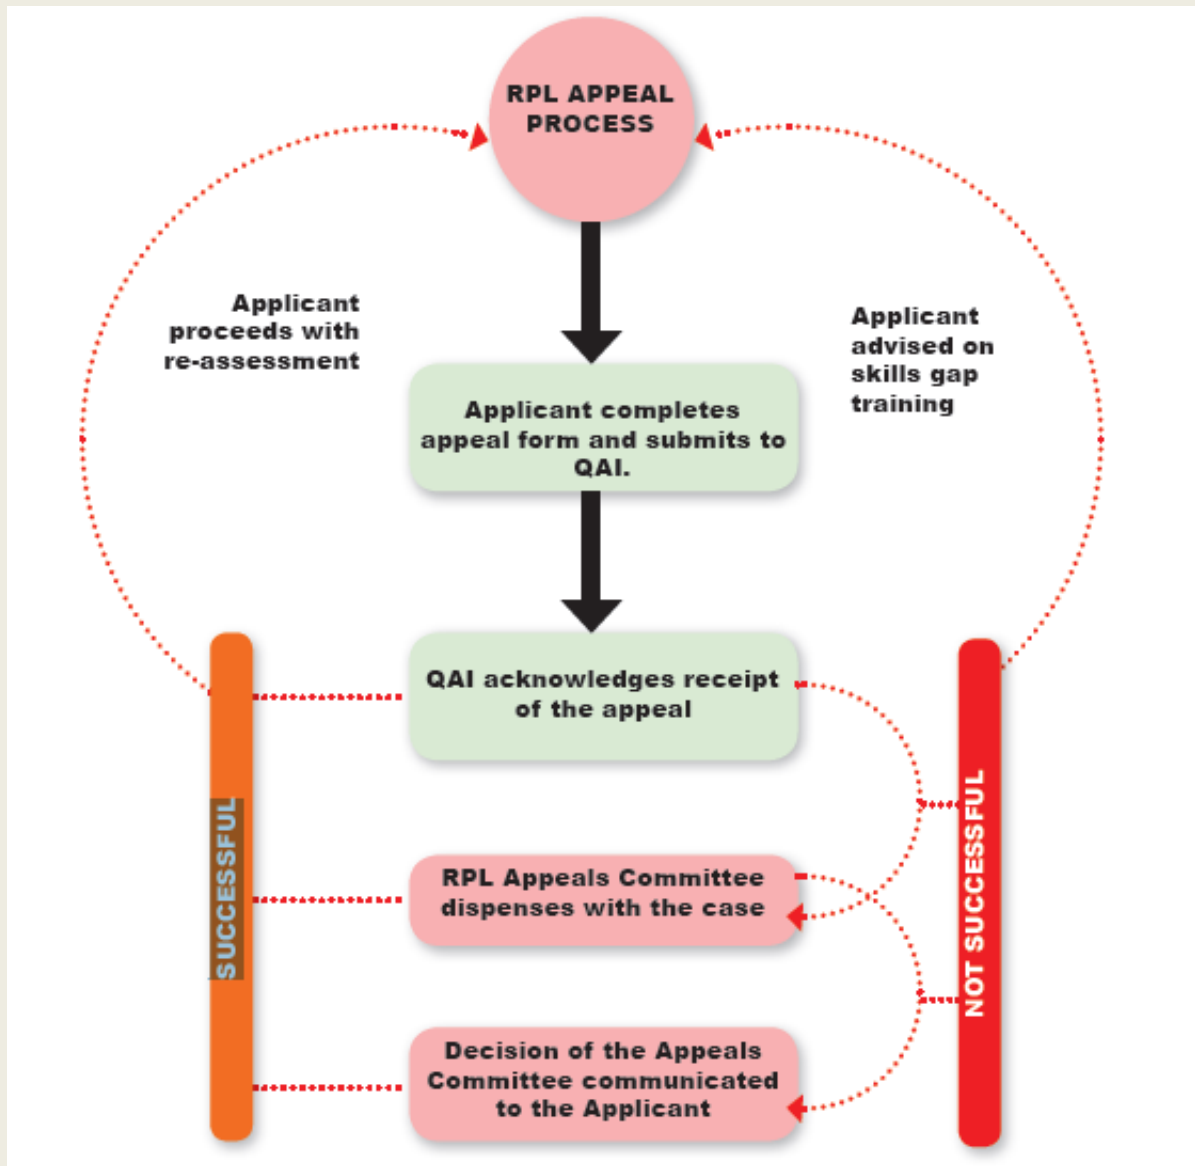 RPL APPEAL
PROCESS
Applicant
proceeds with
re-assessment
Applicant
advised on
skills gap
training
Applicant completes
appeal form and submits to
QAI.
QAI acknowledges receipt
of the appeal
RPL Appeals Committee
dispenses with the case
Decision of the Appeals
Committee communicated
to the Applicant
SUCCESSFUL
NOT SUCCESSFUL